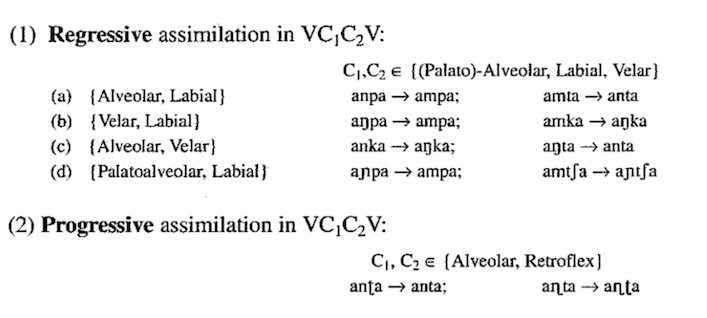 (1) Regressive assimilation in VC₁C₂V:
C₁,C₂ ∈ {(Palato)-Alveolar, Labial, Velar}
(a) {Alveolar, Labial} anpa → ampa; amta → anta
(b) {Velar, Labial} aŋpa → ampa; amka → aŋka
(c) {Alveolar, Velar} anka → aŋka; aŋta → anta
(d) {Palatoalveolar, Labial} aɲpa → ampa; amtʃa → aɲtʃa
(2) Progressive assimilation in VC₁C₂V:
C₁, C₂ ∈ {Alveolar, Retroflex}
anʈa → anta; aɳta → aɳʈa